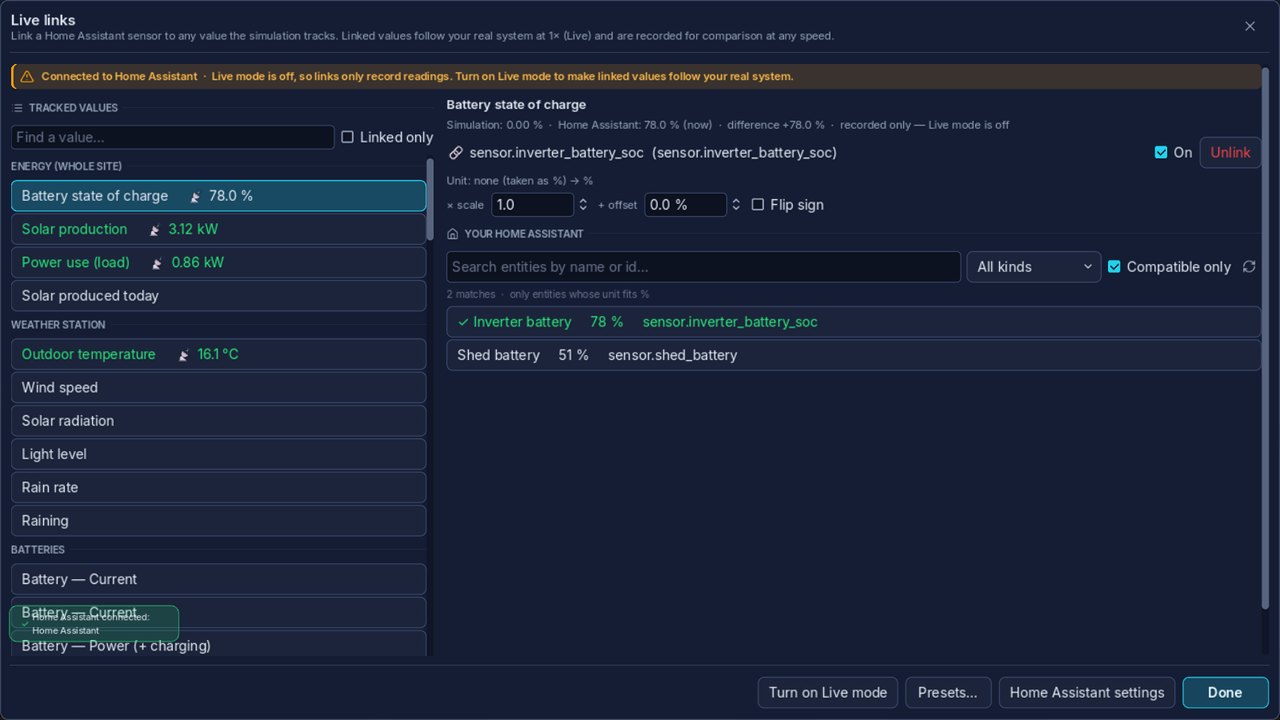 Live links
Link a Home Assistant sensor to any value the simulation tracks. Linked values follow your real system at 1× (Live) and are recorded for comparison at any speed.
Connected to Home Assistant · Live mode is off, so links only record readings. Turn on Live mode to make linked values follow your real system.
TRACKED VALUES
Find a value...
Linked only
ENERGY (WHOLE SITE)
Battery state of charge 78.0 %
Solar production 3.12 kW
Power use (load) 0.86 kW
Solar produced today
WEATHER STATION
Outdoor temperature 16.1 °C
Wind speed
Solar radiation
Light level
Rain rate
Raining
BATTERIES
Battery — Current
Battery — Current
Home Assistant connected:
Home Assistant
Battery — Power (+ charging)
Battery state of charge
Simulation: 0.00 % · Home Assistant: 78.0 % (now) · difference +78.0 % · recorded only — Live mode is off
sensor.inverter_battery_soc (sensor.inverter_battery_soc)
On
Unlink
Unit: none (taken as %) → %
× scale 1.0 + offset 0.0 % Flip sign
YOUR HOME ASSISTANT
Search entities by name or id...
All kinds
Compatible only
2 matches · only entities whose unit fits %
Inverter battery 78 % sensor.inverter_battery_soc
Shed battery 51 % sensor.shed_battery
Turn on Live mode
Presets...
Home Assistant settings
Done